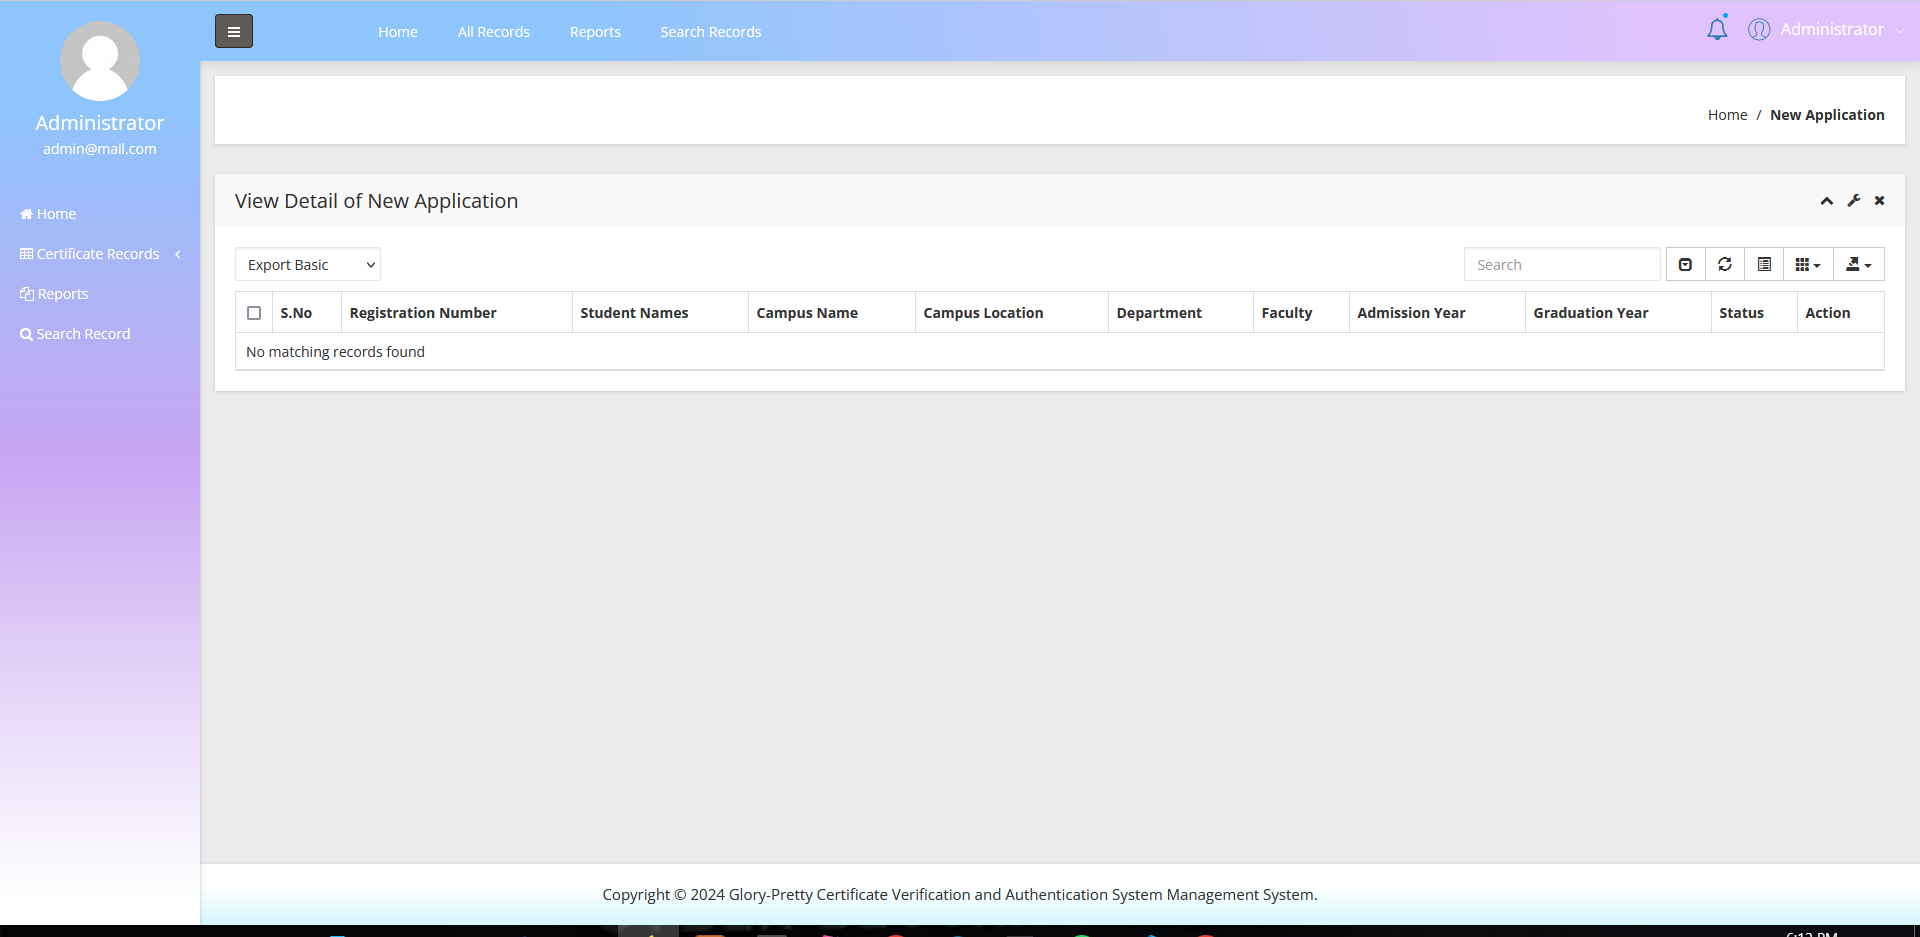 Home
All Records
Reports
Search Records
Administrator
Administrator
admin@mail.com
Home
Certificate Records
Reports
Search Record
Home / New Application
View Detail of New Application
Export Basic
Search
S.No Registration Number Student Names Campus Name Campus Location Department Faculty Admission Year Graduation Year Status Action
No matching records found
Copyright © 2024 Glory-Pretty Certificate Verification and Authentication System Management System.
6:12 PM